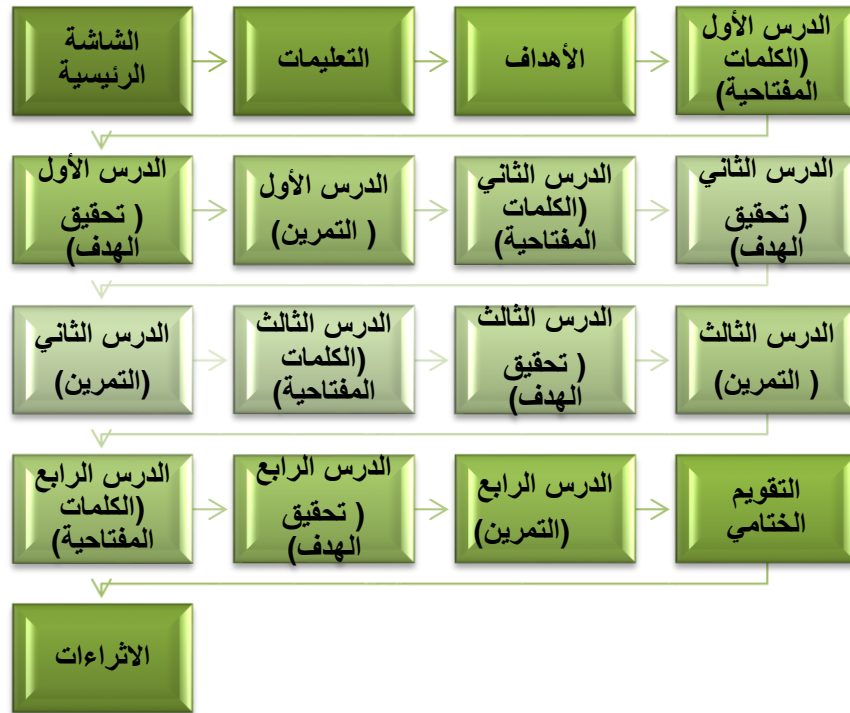 الشاشة
الرئيسية
التعليمات
الأهداف
الدرس الأول
(الكلمات
المفتاحية)
الدرس الأول
( تحقيق
الهدف)
الدرس الأول
( التمرين)
الدرس الثاني
(الكلمات
المفتاحية)
الدرس الثاني
( تحقيق
الهدف)
الدرس الثاني
(التمرين)
الدرس الثالث
(الكلمات
المفتاحية)
الدرس الثالث
( تحقيق
الهدف)
الدرس الثالث
( التمرين)
الدرس الرابع
(الكلمات
المفتاحية)
الدرس الرابع
( تحقيق
الهدف)
الدرس الرابع
(التمرين)
التقويم
الختامي
الاثراءات